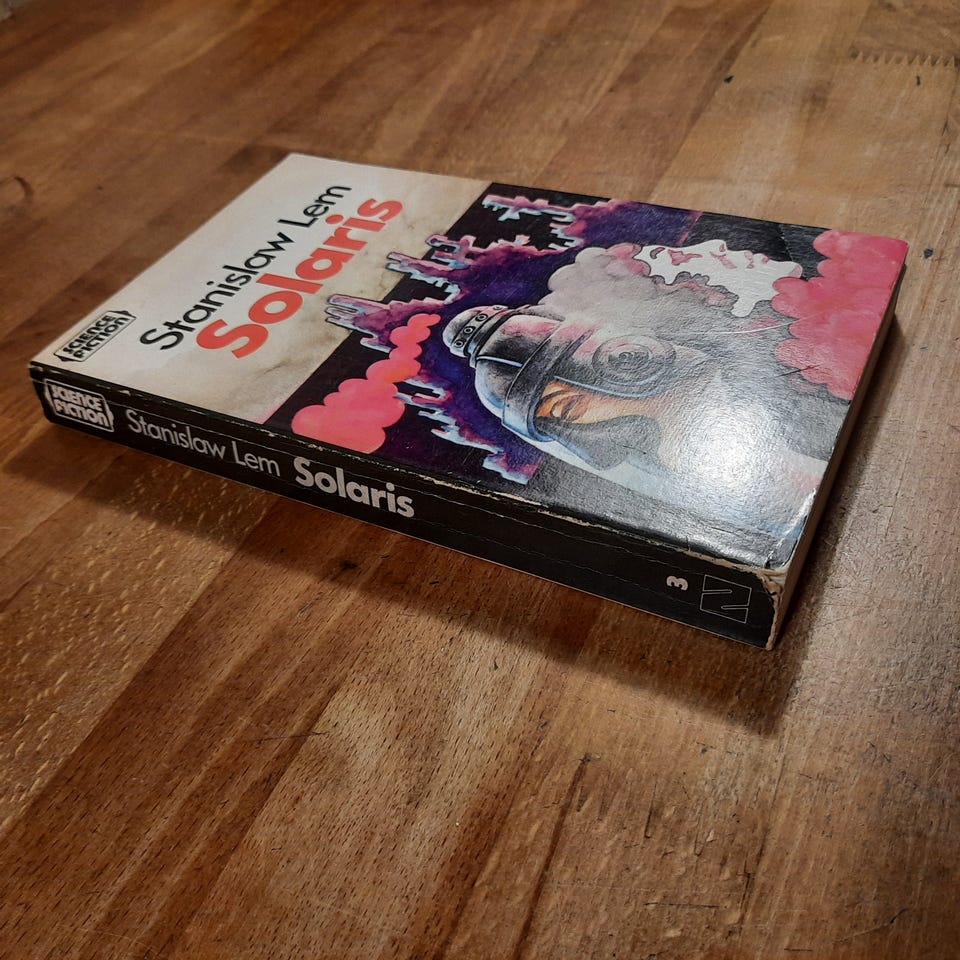 SCIENCE
FICTION
Stanislaw Lem
Solaris
SCIENCE
FICTION
Stanislaw Lem Solaris
3